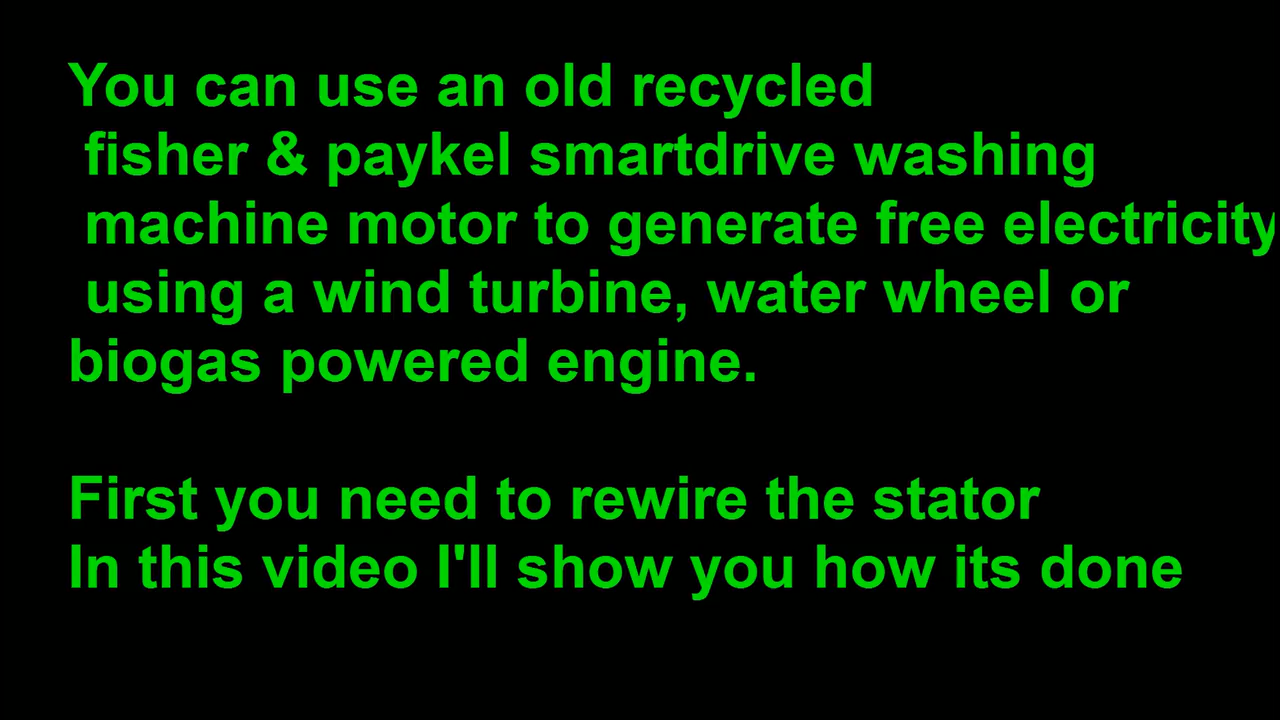 You can use an old recycled
fisher & paykel smartdrive washing
machine motor to generate free electricity
using a wind turbine, water wheel or
biogas powered engine.
First you need to rewire the stator
In this video I'll show you how its done